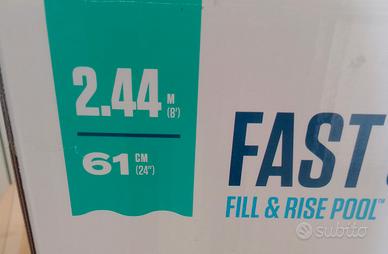 2.44 M (8')
61 CM (24")
FAST
FILL & RISE POOL™
subito